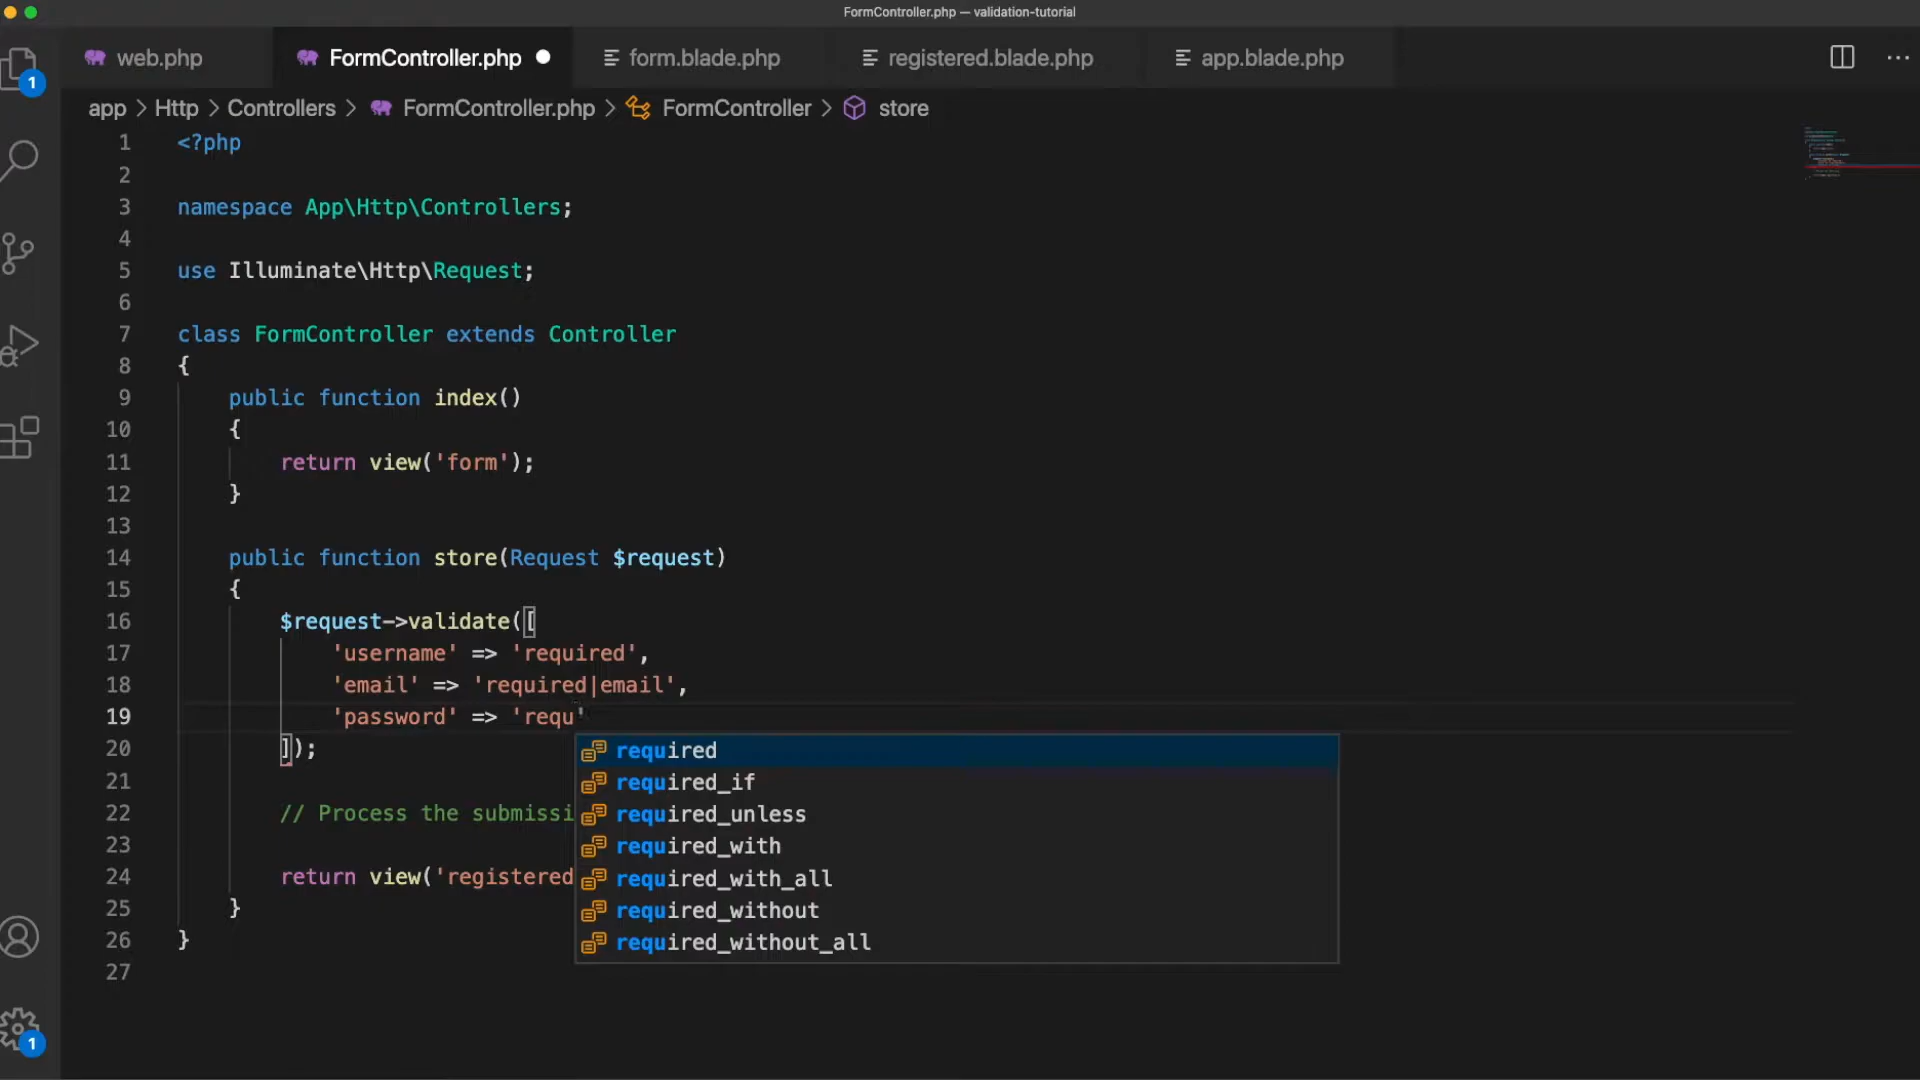 FormController.php — validation-tutorial
web.php FormController.php form.blade.php registered.blade.php app.blade.php
app > Http > Controllers > FormController.php > FormController > store
1 <?php
2
3 namespace App\Http\Controllers;
4
5 use Illuminate\Http\Request;
6
7 class FormController extends Controller
8 {
9 public function index()
10 {
11 return view('form');
12 }
13
14 public function store(Request $request)
15 {
16 $request->validate([
17 'username' => 'required',
18 'email' => 'required|email',
19 'password' => 'requ'
20 ]);
21
22 // Process the submissi
23
24 return view('registered
25 }
26 }
27
required
required_if
required_unless
required_with
required_with_all
required_without
required_without_all
1
1